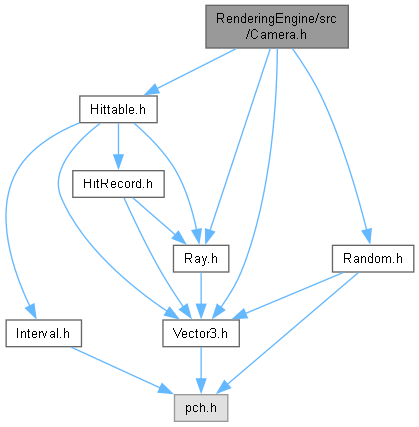 RenderingEngine/src
/Camera.h
Hittable.h
HitRecord.h
Ray.h
Random.h
Interval.h
Vector3.h
pch.h